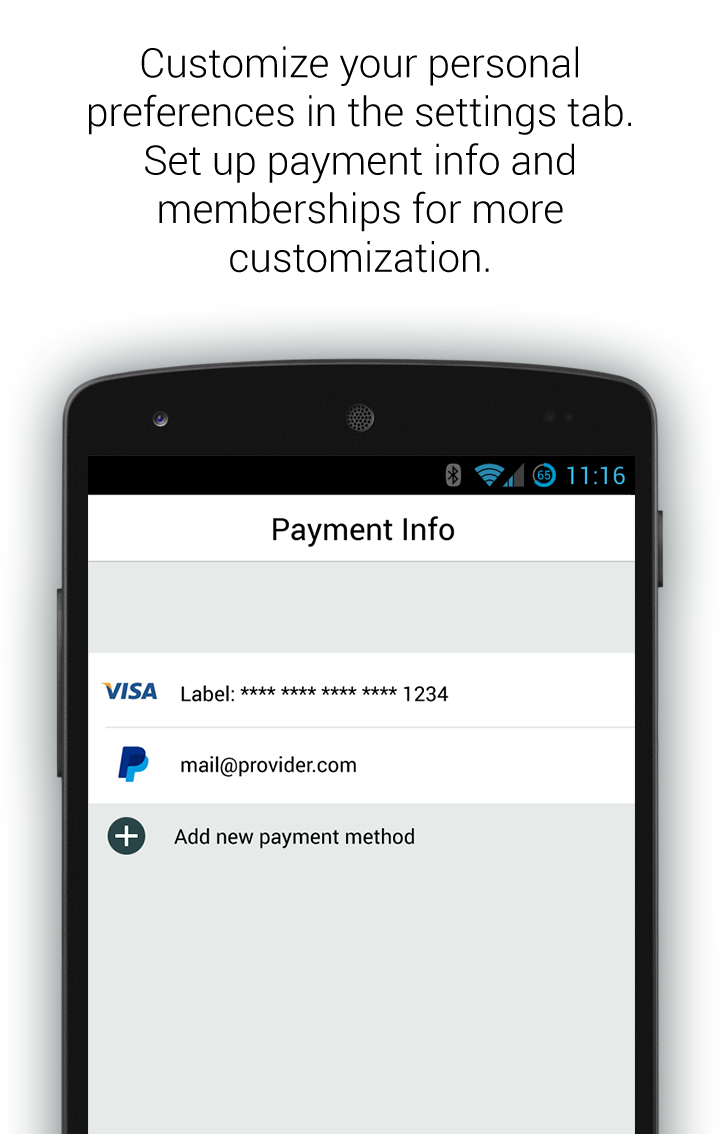 Customize your personal
preferences in the settings tab.
Set up payment info and
memberships for more
customization.
65 11:16
Payment Info
VISA Label: **** **** **** **** 1234
mail@provider.com
Add new payment method